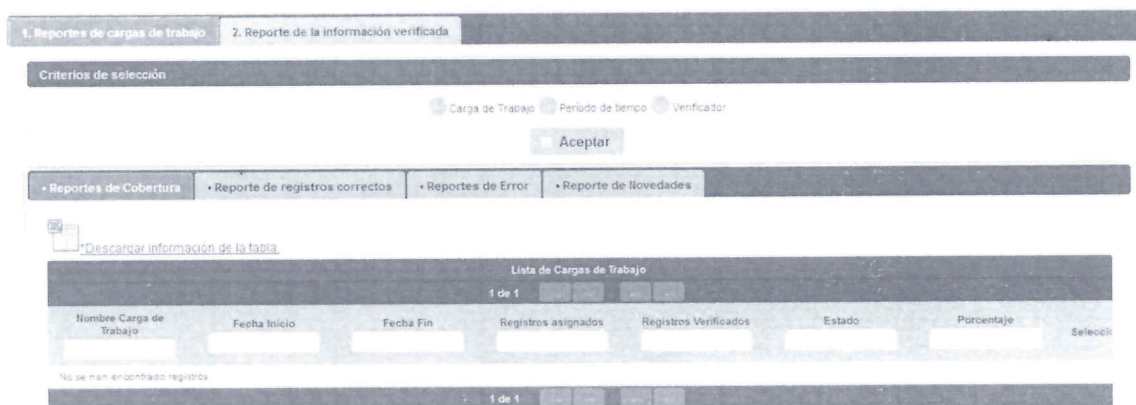 1. Reportes de cargas de trabajo 2. Reporte de la información verificada
Criterios de selección
Carga de Trabajo Período de tiempo Verificador
Aceptar
• Reportes de Cobertura • Reporte de registros correctos • Reportes de Error • Reporte de Novedades
*Descargar información de la tabla.
Lista de Cargas de Trabajo
1 de 1
Nombre Carga de Trabajo Fecha Inicio Fecha Fin Registros asignados Registros Verificados Estado Porcentaje Selecci
No se han encontrado registros
1 de 1